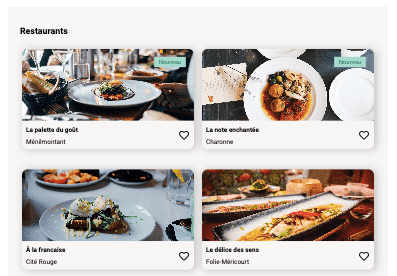 Restaurants
Nouveau
Nouveau
La palette du goût
Ménilmontant
La note enchantée
Charonne
À la francaise
Cité Rouge
Le délice des sens
Folie-Méricourt